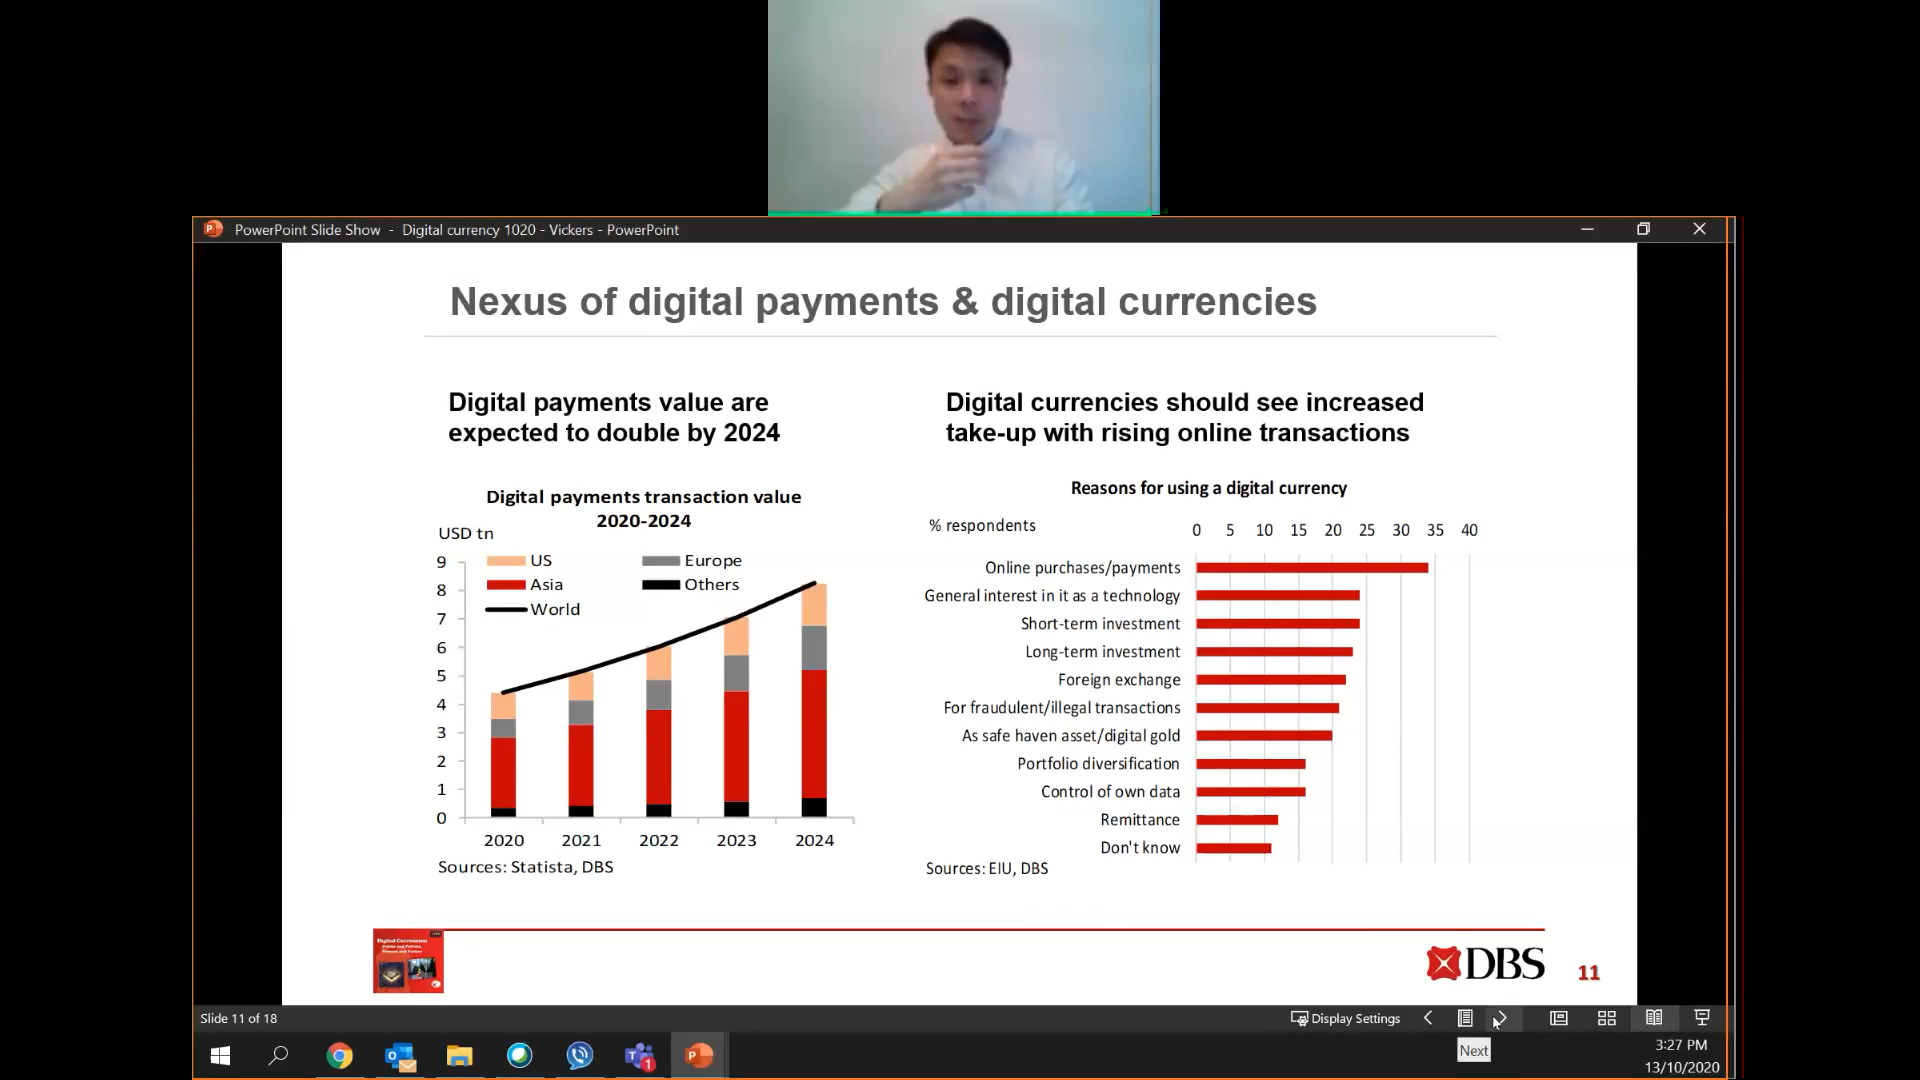 PowerPoint Slide Show - Digital currency 1020 - Vickers - PowerPoint
Nexus of digital payments & digital currencies
Digital payments value are
expected to double by 2024
Digital payments transaction value
2020-2024
USD tn
US
Europe
Asia
Others
World
9
8
7
6
5
4
3
2
1
0
2020 2021 2022 2023 2024
Sources: Statista, DBS
Digital currencies should see increased
take-up with rising online transactions
Reasons for using a digital currency
% respondents
0 5 10 15 20 25 30 35 40
Online purchases/payments
General interest in it as a technology
Short-term investment
Long-term investment
Foreign exchange
For fraudulent/illegal transactions
As safe haven asset/digital gold
Portfolio diversification
Control of own data
Remittance
Don't know
Sources: EIU, DBS
Digital Currencies:
DBS
11
Slide 11 of 18
Display Settings
Next
1
3:27 PM
13/10/2020